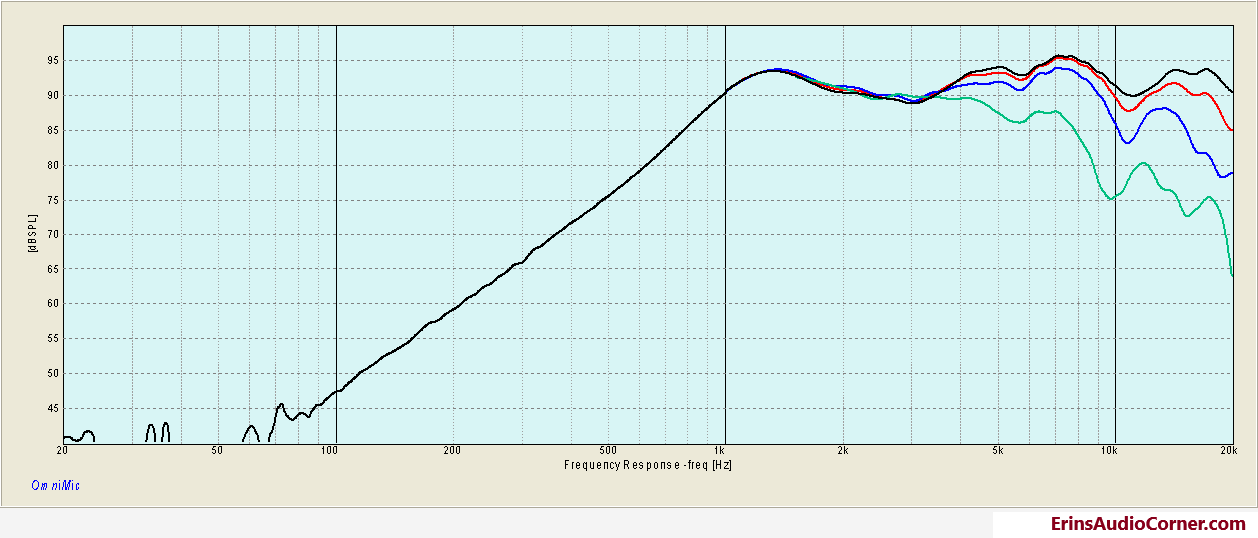 95
90
85
80
75
70
65
60
55
50
45
[dBSPL]
20 50 100 200 500 1k 2k 5k 10k 20k
Frequency Response -freq [Hz]
OmniMic
ErinsAudioCorner.com